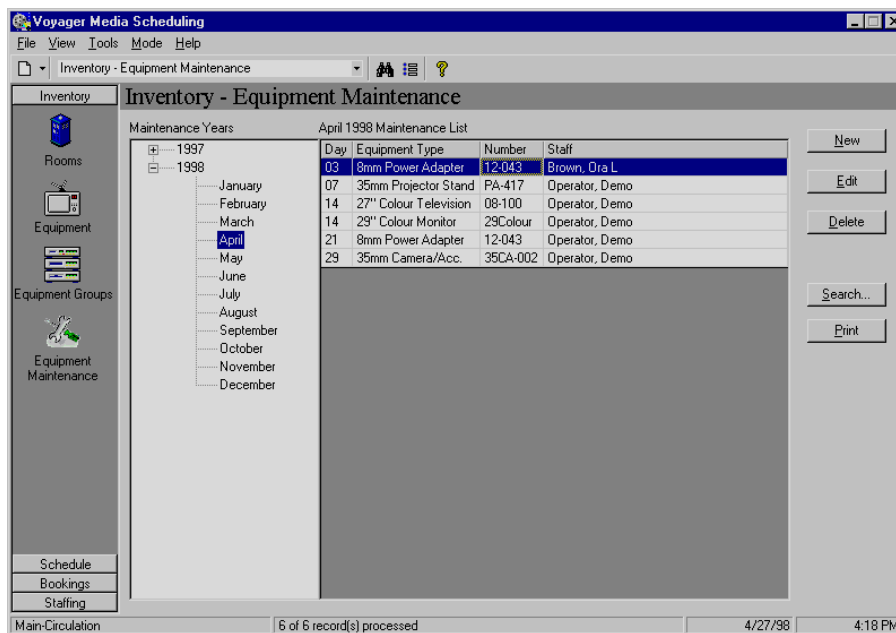 Voyager Media Scheduling
File View Tools Mode Help
Inventory - Equipment Maintenance
Inventory
Inventory - Equipment Maintenance
Rooms
Equipment
Equipment Groups
Equipment
Maintenance
Schedule
Bookings
Staffing
Maintenance Years
1997
1998
January
February
March
April
May
June
July
August
September
October
November
December
April 1998 Maintenance List
Day Equipment Type Number Staff
03 8mm Power Adapter 12-043 Brown, Ora L
07 35mm Projector Stand PA-417 Operator, Demo
14 27" Colour Television 08-100 Operator, Demo
14 29" Colour Monitor 29Colour Operator, Demo
21 8mm Power Adapter 12-043 Operator, Demo
29 35mm Camera/Acc. 35CA-002 Operator, Demo
New
Edit
Delete
Search...
Print
Main-Circulation 6 of 6 record(s) processed 4/27/98 4:18 PM